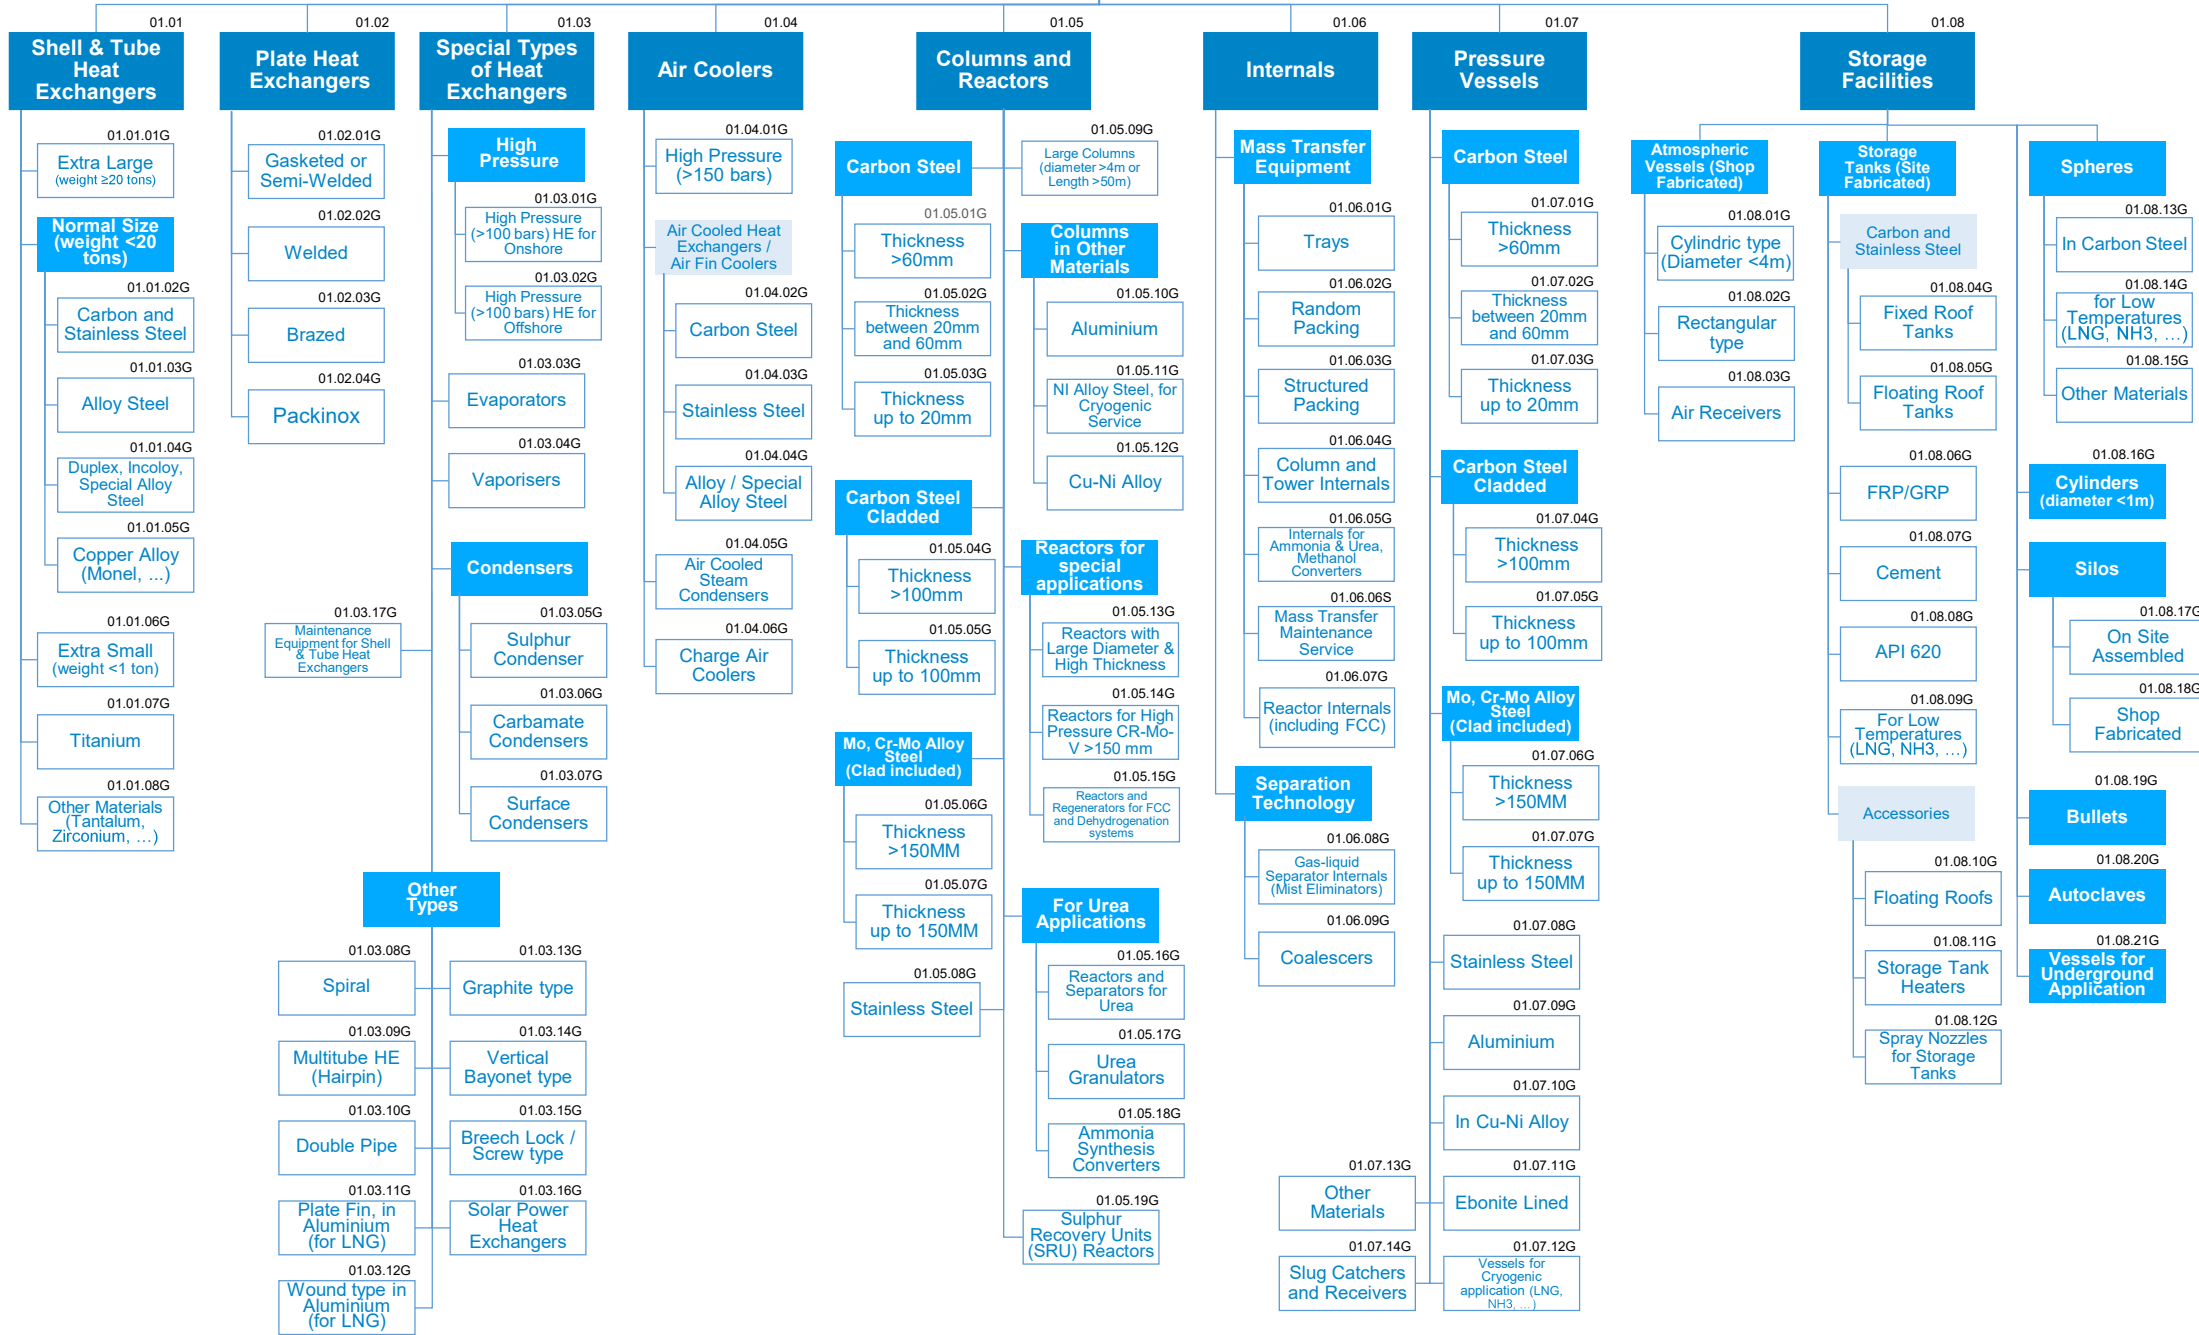 01.01
Shell & Tube
Heat
Exchangers
01.01.01G
Extra Large
(weight ≥20 tons)
Normal Size
(weight <20
tons)
01.01.02G
Carbon and
Stainless Steel
01.01.03G
Alloy Steel
01.01.04G
Duplex, Incoloy,
Special Alloy
Steel
01.01.05G
Copper Alloy
(Monel, ...)
01.01.06G
Extra Small
(weight <1 ton)
01.01.07G
Titanium
01.01.08G
Other Materials
(Tantalum,
Zirconium, …)
01.02
Plate Heat
Exchangers
01.02.01G
Gasketed or
Semi-Welded
01.02.02G
Welded
01.02.03G
Brazed
01.02.04G
Packinox
01.03
Special Types
of Heat
Exchangers
High
Pressure
01.03.01G
High Pressure
(>100 bars) HE for
Onshore
01.03.02G
High Pressure
(>100 bars) HE for
Offshore
01.03.03G
Evaporators
01.03.04G
Vaporisers
Condensers
01.03.05G
Sulphur
Condenser
01.03.06G
Carbamate
Condensers
01.03.07G
Surface
Condensers
01.03.17G
Maintenance
Equipment for Shell
& Tube Heat
Exchangers
Other
Types
01.03.08G
Spiral
01.03.09G
Multitube HE
(Hairpin)
01.03.10G
Double Pipe
01.03.11G
Plate Fin, in
Aluminium
(for LNG)
01.03.12G
Wound type in
Aluminium
(for LNG)
01.03.13G
Graphite type
01.03.14G
Vertical
Bayonet type
01.03.15G
Breech Lock /
Screw type
01.03.16G
Solar Power
Heat
Exchangers
01.04
Air Coolers
01.04.01G
High Pressure
(>150 bars)
Air Cooled Heat
Exchangers /
Air Fin Coolers
01.04.02G
Carbon Steel
01.04.03G
Stainless Steel
01.04.04G
Alloy / Special
Alloy Steel
01.04.05G
Air Cooled
Steam
Condensers
01.04.06G
Charge Air
Coolers
01.05
Columns and
Reactors
Carbon Steel
01.05.01G
Thickness
>60mm
01.05.02G
Thickness
between 20mm
and 60mm
01.05.03G
Thickness
up to 20mm
Carbon Steel
Cladded
01.05.04G
Thickness
>100mm
01.05.05G
Thickness
up to 100mm
Mo, Cr-Mo Alloy
Steel
(Clad included)
01.05.06G
Thickness
>150MM
01.05.07G
Thickness
up to 150MM
01.05.08G
Stainless Steel
01.05.09G
Large Columns
(diameter >4m or
Length >50m)
Columns
in Other
Materials
01.05.10G
Aluminium
01.05.11G
NI Alloy Steel, for
Cryogenic
Service
01.05.12G
Cu-Ni Alloy
Reactors for
special
applications
01.05.13G
Reactors with
Large Diameter &
High Thickness
01.05.14G
Reactors for High
Pressure CR-Mo-
V >150 mm
01.05.15G
Reactors and
Regenerators for FCC
and Dehydrogenation
systems
For Urea
Applications
01.05.16G
Reactors and
Separators for
Urea
01.05.17G
Urea
Granulators
01.05.18G
Ammonia
Synthesis
Converters
01.05.19G
Sulphur
Recovery Units
(SRU) Reactors
01.06
Internals
Mass Transfer
Equipment
01.06.01G
Trays
01.06.02G
Random
Packing
01.06.03G
Structured
Packing
01.06.04G
Column and
Tower Internals
01.06.05G
Internals for
Ammonia & Urea,
Methanol
Converters
01.06.06S
Mass Transfer
Maintenance
Service
01.06.07G
Reactor Internals
(including FCC)
Separation
Technology
01.06.08G
Gas-liquid
Separator Internals
(Mist Eliminators)
01.06.09G
Coalescers
01.07
Pressure
Vessels
Carbon Steel
01.07.01G
Thickness
>60mm
01.07.02G
Thickness
between 20mm
and 60mm
01.07.03G
Thickness
up to 20mm
Carbon Steel
Cladded
01.07.04G
Thickness
>100mm
01.07.05G
Thickness
up to 100mm
Mo, Cr-Mo Alloy
Steel
(Clad included)
01.07.06G
Thickness
>150MM
01.07.07G
Thickness
up to 150MM
01.07.08G
Stainless Steel
01.07.09G
Aluminium
01.07.10G
In Cu-Ni Alloy
01.07.11G
Ebonite Lined
01.07.12G
Vessels for
Cryogenic
application (LNG,
NH3, …)
01.07.13G
Other
Materials
01.07.14G
Slug Catchers
and Receivers
01.08
Storage
Facilities
Atmospheric
Vessels (Shop
Fabricated)
01.08.01G
Cylindric type
(Diameter <4m)
01.08.02G
Rectangular
type
01.08.03G
Air Receivers
Storage
Tanks (Site
Fabricated)
Carbon and
Stainless Steel
01.08.04G
Fixed Roof
Tanks
01.08.05G
Floating Roof
Tanks
01.08.06G
FRP/GRP
01.08.07G
Cement
01.08.08G
API 620
01.08.09G
For Low
Temperatures
(LNG, NH3, …)
Accessories
01.08.10G
Floating Roofs
01.08.11G
Storage Tank
Heaters
01.08.12G
Spray Nozzles
for Storage
Tanks
Spheres
01.08.13G
In Carbon Steel
01.08.14G
for Low
Temperatures
(LNG, NH3, …)
01.08.15G
Other Materials
01.08.16G
Cylinders
(diameter <1m)
Silos
01.08.17G
On Site
Assembled
01.08.18G
Shop
Fabricated
01.08.19G
Bullets
01.08.20G
Autoclaves
01.08.21G
Vessels for
Underground
Application